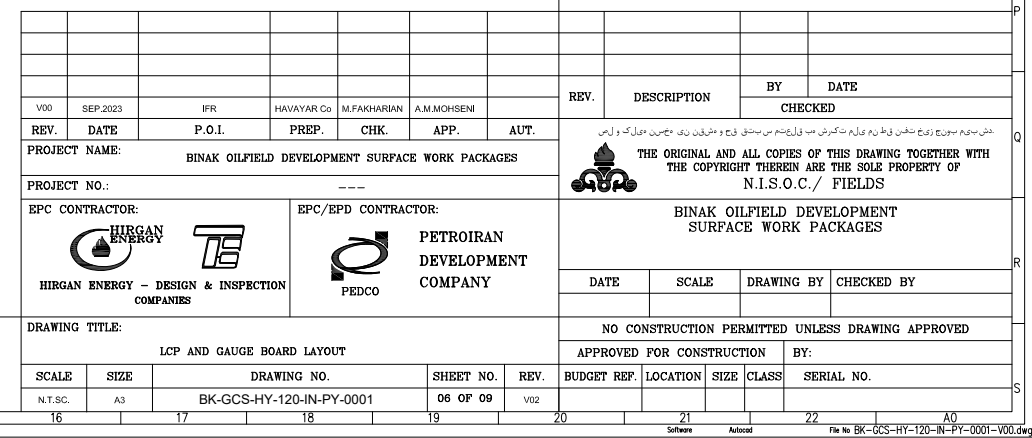 P
V00 SEP.2023 IFR HAVAYAR Co M.FAKHARIAN A.M.MOHSENI
REV. DATE P.O.I. PREP. CHK. APP. AUT.
REV. DESCRIPTION BY DATE
CHECKED
Q
PROJECT NAME:
BINAK OILFIELD DEVELOPMENT SURFACE WORK PACKAGES
PROJECT NO.: ---
THE ORIGINAL AND ALL COPIES OF THIS DRAWING TOGETHER WITH
THE COPYRIGHT THEREIN ARE THE SOLE PROPERTY OF
N.I.S.O.C./ FIELDS
EPC CONTRACTOR:
HIRGAN
ENERGY
HIRGAN ENERGY – DESIGN & INSPECTION
COMPANIES
EPC/EPD CONTRACTOR:
PEDCO
PETROIRAN
DEVELOPMENT
COMPANY
BINAK OILFIELD DEVELOPMENT
SURFACE WORK PACKAGES
R
DATE SCALE DRAWING BY CHECKED BY
DRAWING TITLE:
LCP AND GAUGE BOARD LAYOUT
NO CONSTRUCTION PERMITTED UNLESS DRAWING APPROVED
APPROVED FOR CONSTRUCTION BY:
SCALE SIZE DRAWING NO. SHEET NO. REV.
N.T.SC. A3 BK-GCS-HY-120-IN-PY-0001 06 OF 09 V02
BUDGET REF. LOCATION SIZE CLASS SERIAL NO.
S
16 17 18 19 20 21 22 A0
Software Autocad File No BK-GCS-HY-120-IN-PY-0001-V00.dwg